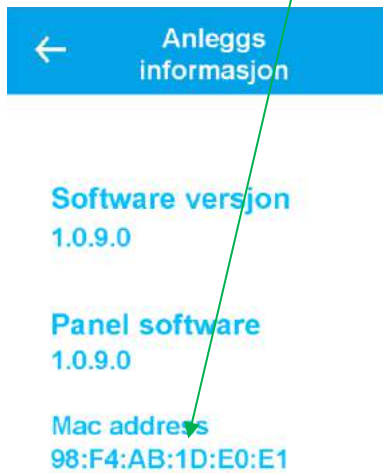 Anleggs
informasjon
Software versjon
1.0.9.0
Panel software
1.0.9.0
Mac address
98:F4:AB:1D:E0:E1